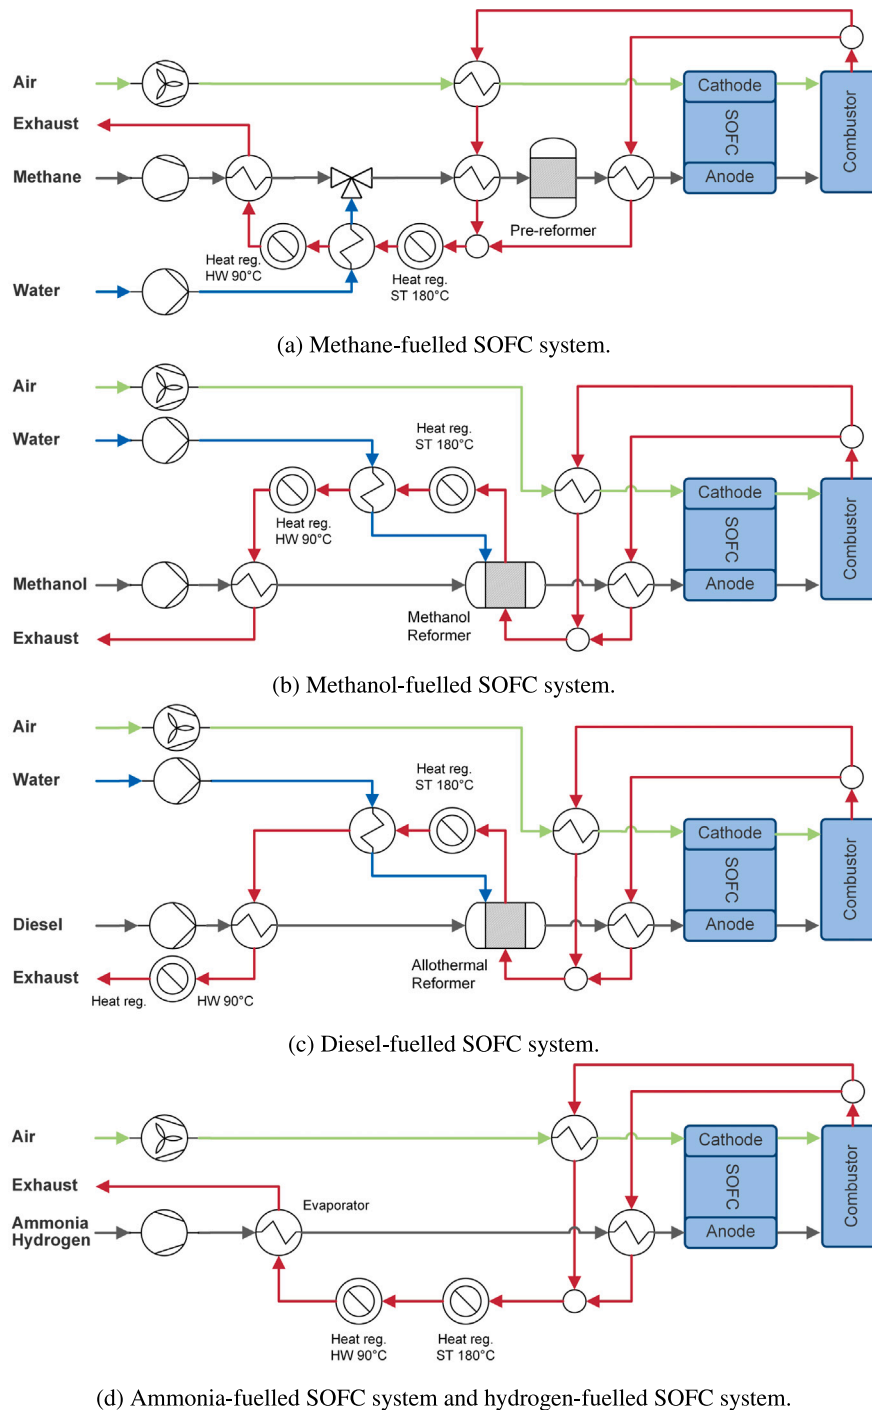 Air
Cathode
Exhaust
SOFC
Combustor
Methane
Anode
Pre-reformer
Heat reg.
HW 90°C
Heat reg.
ST 180°C
Water
(a) Methane-fuelled SOFC system.
Air
Water
Heat reg.
ST 180°C
Cathode
SOFC
Combustor
Heat reg.
HW 90°C
Methanol
Anode
Methanol
Reformer
Exhaust
(b) Methanol-fuelled SOFC system.
Air
Water
Heat reg.
ST 180°C
Cathode
SOFC
Combustor
Diesel
Anode
Allothermal
Reformer
Exhaust
Heat reg.
HW 90°C
(c) Diesel-fuelled SOFC system.
Air
Cathode
Exhaust
SOFC
Combustor
Evaporator
Ammonia
Hydrogen
Anode
Heat reg.
HW 90°C
Heat reg.
ST 180°C
(d) Ammonia-fuelled SOFC system and hydrogen-fuelled SOFC system.